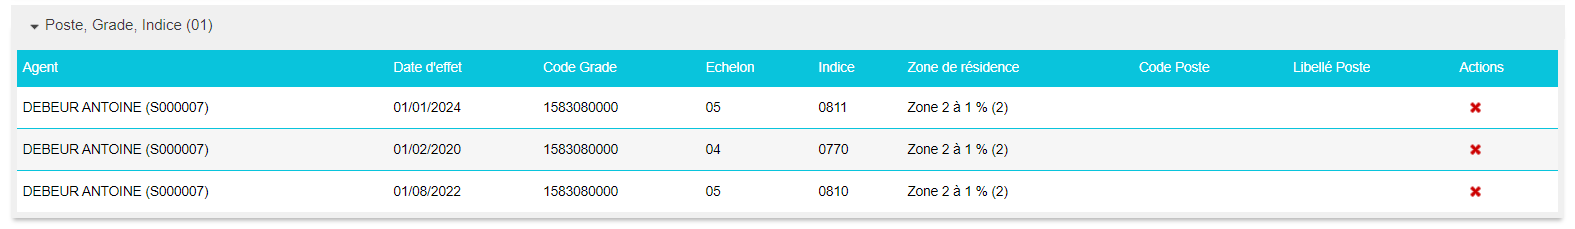 Poste, Grade, Indice (01)
Agent Date d'effet Code Grade Echelon Indice Zone de résidence Code Poste Libellé Poste Actions
DEBEUR ANTOINE (S000007) 01/01/2024 1583080000 05 0811 Zone 2 à 1 % (2)
DEBEUR ANTOINE (S000007) 01/02/2020 1583080000 04 0770 Zone 2 à 1 % (2)
DEBEUR ANTOINE (S000007) 01/08/2022 1583080000 05 0810 Zone 2 à 1 % (2)